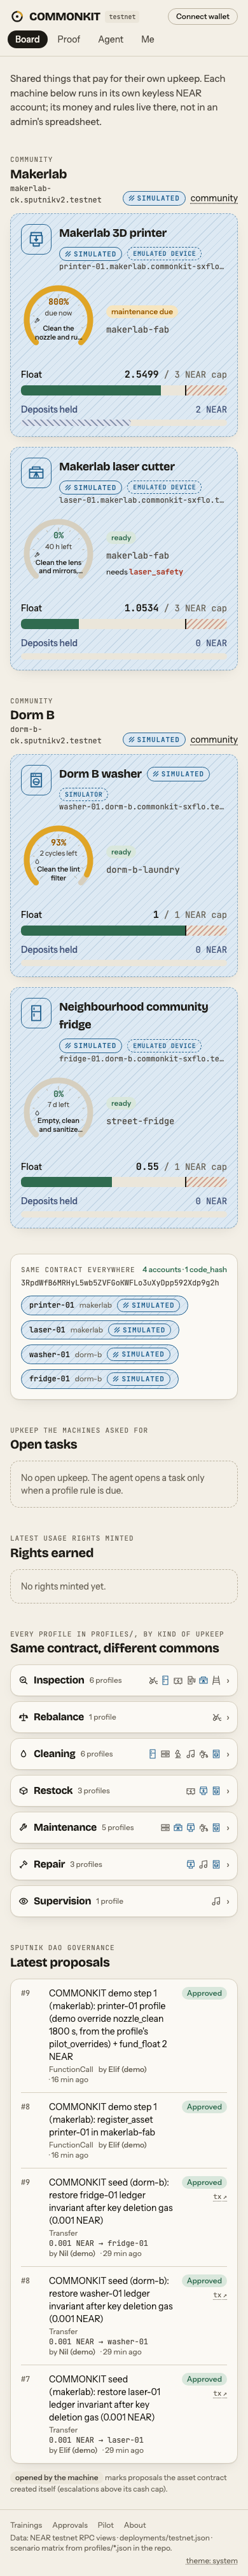 COMMONKIT testnet Connect wallet
Board Proof Agent Me
Shared things that pay for their own upkeep. Each
machine below runs in its own keyless NEAR
account; its money and rules live there, not in an
admin's spreadsheet.
COMMUNITY
Makerlab
makerlab-
ck.sputnikv2.testnet
SIMULATED community
Makerlab 3D printer
SIMULATED EMULATED DEVICE
printer-01.makerlab.commonkit-sxflo…
800%
due now
Clean the
nozzle and ru…
maintenance due
makerlab-fab
Float 2.5499 / 3 NEAR cap
Deposits held 2 NEAR
Makerlab laser cutter
SIMULATED EMULATED DEVICE
laser-01.makerlab.commonkit-sxflo.t…
0%
40 h left
Clean the lens
and mirrors,…
ready
makerlab-fab
needs laser_safety
Float 1.0534 / 3 NEAR cap
Deposits held 0 NEAR
COMMUNITY
Dorm B
dorm-b-
ck.sputnikv2.testnet
SIMULATED community
Dorm B washer SIMULATED
SIMULATOR
washer-01.dorm-b.commonkit-sxflo.te…
93%
2 cycles left
Clean the lint
filter
ready
dorm-b-laundry
Float 1 / 1 NEAR cap
Deposits held 0 NEAR
Neighbourhood community
fridge
SIMULATED EMULATED DEVICE
fridge-01.dorm-b.commonkit-sxflo.te…
0%
7 d left
Empty, clean
and sanitize…
ready
street-fridge
Float 0.55 / 1 NEAR cap
Deposits held 0 NEAR
SAME CONTRACT EVERYWHERE 4 accounts · 1 code_hash
3RpdWfB6MRHyL5wb52VFGoKWFLo3uXyDpp592Xdp9g2h
printer-01 makerlab SIMULATED
laser-01 makerlab SIMULATED
washer-01 dorm-b SIMULATED
fridge-01 dorm-b SIMULATED
UPKEEP THE MACHINES ASKED FOR
Open tasks
No open upkeep. The agent opens a task only
when a profile rule is due.
LATEST USAGE RIGHTS MINTED
Rights earned
No rights minted yet.
EVERY PROFILE IN PROFILES/, BY KIND OF UPKEEP
Same contract, different commons
Inspection 6 profiles ›
Rebalance 1 profile ›
Cleaning 6 profiles ›
Restock 3 profiles ›
Maintenance 5 profiles ›
Repair 3 profiles ›
Supervision 1 profile ›
SPUTNIK DAO GOVERNANCE
Latest proposals
#9 COMMONKIT demo step 1 Approved
(makerlab): printer-01 profile
(demo override nozzle_clean
1800 s, from the profile's
pilot_overrides) + fund_float 2
NEAR
FunctionCall by Elif (demo)
· 16 min ago
#8 COMMONKIT demo step 1 Approved
(makerlab): register_asset
printer-01 in makerlab-fab
FunctionCall by Elif (demo)
· 16 min ago
#9 COMMONKIT seed (dorm-b): Approved
restore fridge-01 ledger tx ↗
invariant after key deletion gas
(0.001 NEAR)
Transfer
0.001 NEAR → fridge-01
by Nil (demo) · 29 min ago
#8 COMMONKIT seed (dorm-b): Approved
restore washer-01 ledger tx ↗
invariant after key deletion gas
(0.001 NEAR)
Transfer
0.001 NEAR → washer-01
by Nil (demo) · 29 min ago
#7 COMMONKIT seed Approved
(makerlab): restore laser-01 tx ↗
ledger invariant after key
deletion gas (0.001 NEAR)
Transfer
0.001 NEAR → laser-01
by Elif (demo) · 29 min ago
opened by the machine marks proposals the asset contract
created itself (escalations above its cash cap).
Trainings Approvals Pilot About
Data: NEAR testnet RPC views · deployments/testnet.json ·
scenario matrix from profiles/*.json in the repo.
theme: system